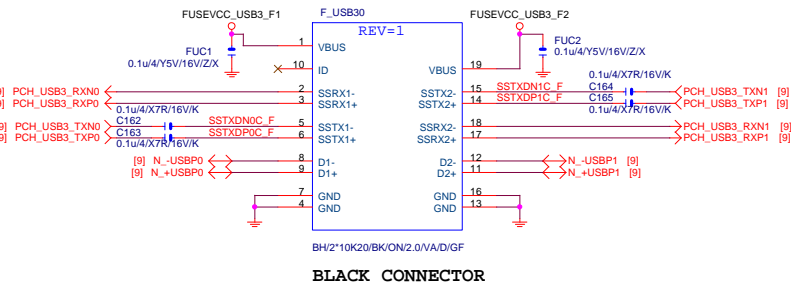 FUSEVCC_USB3_F1 F_USB30 FUSEVCC_USB3_F2
REV=1
FUC1 1 VBUS FUC2
0.1u/4/Y5V/16V/Z/X 0.1u/4/Y5V/16V/Z/X
10 ID VBUS 19
0.1u/4/X7R/16V/K
9] PCH_USB3_RXN0 2 SSRX1- SSTX2- 15 SSTXDN1C_F C164 PCH_USB3_TXN1 [9]
9] PCH_USB3_RXP0 3 SSRX1+ SSTX2+ 14 SSTXDP1C_F C165 PCH_USB3_TXP1 [9]
0.1u/4/X7R/16V/K 0.1u/4/X7R/16V/K
9] PCH_USB3_TXN0 C162 SSTXDN0C_F 5 SSTX1- SSRX2- 18 PCH_USB3_RXN1 [9]
9] PCH_USB3_TXP0 C163 SSTXDP0C_F 6 SSTX1+ SSRX2+ 17 PCH_USB3_RXP1 [9]
0.1u/4/X7R/16V/K
[9] N_-USBP0 8 D1- D2- 12 N_-USBP1 [9]
[9] N_+USBP0 9 D1+ D2+ 11 N_+USBP1 [9]
7 GND GND 16
4 GND GND 13
BH/2*10K20/BK/ON/2.0/VA/D/GF
BLACK CONNECTOR